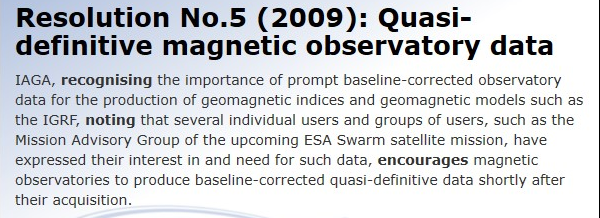 Resolution No.5 (2009): Quasi-
definitive magnetic observatory data
IAGA, recognising the importance of prompt baseline-corrected observatory
data for the production of geomagnetic indices and geomagnetic models such as
the IGRF, noting that several individual users and groups of users, such as the
Mission Advisory Group of the upcoming ESA Swarm satellite mission, have
expressed their interest in and need for such data, encourages magnetic
observatories to produce baseline-corrected quasi-definitive data shortly after
their acquisition.